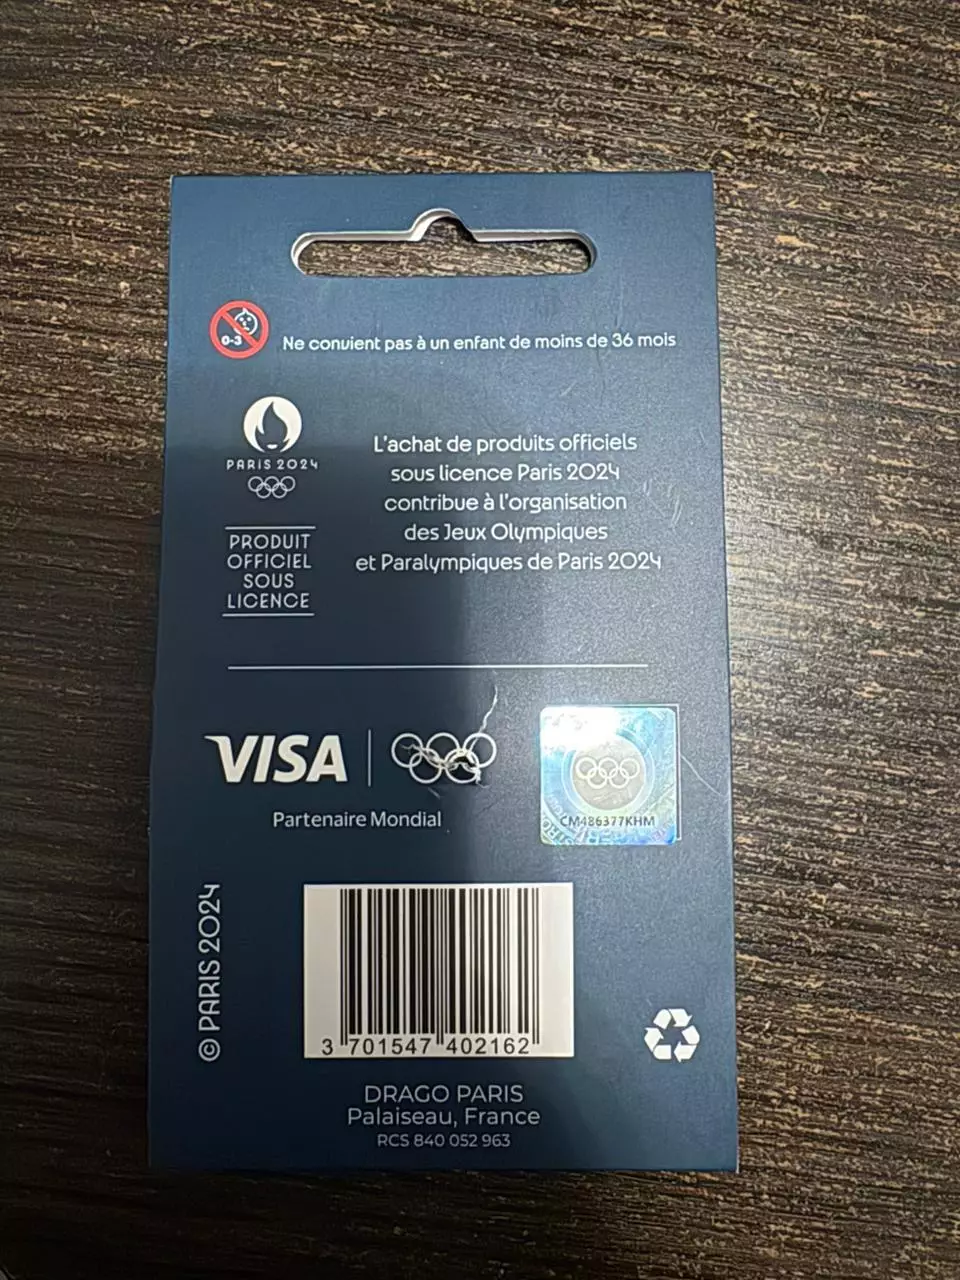 0-3
Ne convient pas à un enfant de moins de 36 mois
PARIS 2024
PRODUIT
OFFICIEL
SOUS
LICENCE
L'achat de produits officiels
sous licence Paris 2024
contribue à l'organisation
des Jeux Olympiques
et Paralympiques de Paris 2024
VISA
Partenaire Mondial
CM486377KHM
© PARIS 2024
3 701547 402162
DRAGO PARIS
Palaiseau, France
RCS 840 052 963